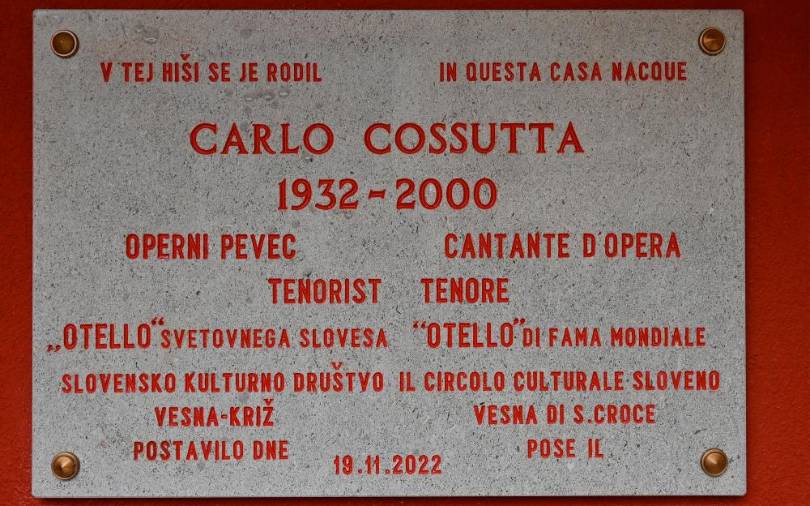 V TEJ HIŠI SE JE RODIL IN QUESTA CASA NACQUE
CARLO COSSUTTA
1932-2000
OPERNI PEVEC CANTANTE D'OPERA
TENORIST TENORE
„OTELLO“ SVETOVNEGA SLOVESA “OTELLO” DI FAMA MONDIALE
SLOVENSKO KULTURNO DRUŠTVO IL CIRCOLO CULTURALE SLOVENO
VESNA-KRIŽ VESNA DI S.CROCE
POSTAVILO DNE POSE IL
19.11.2022